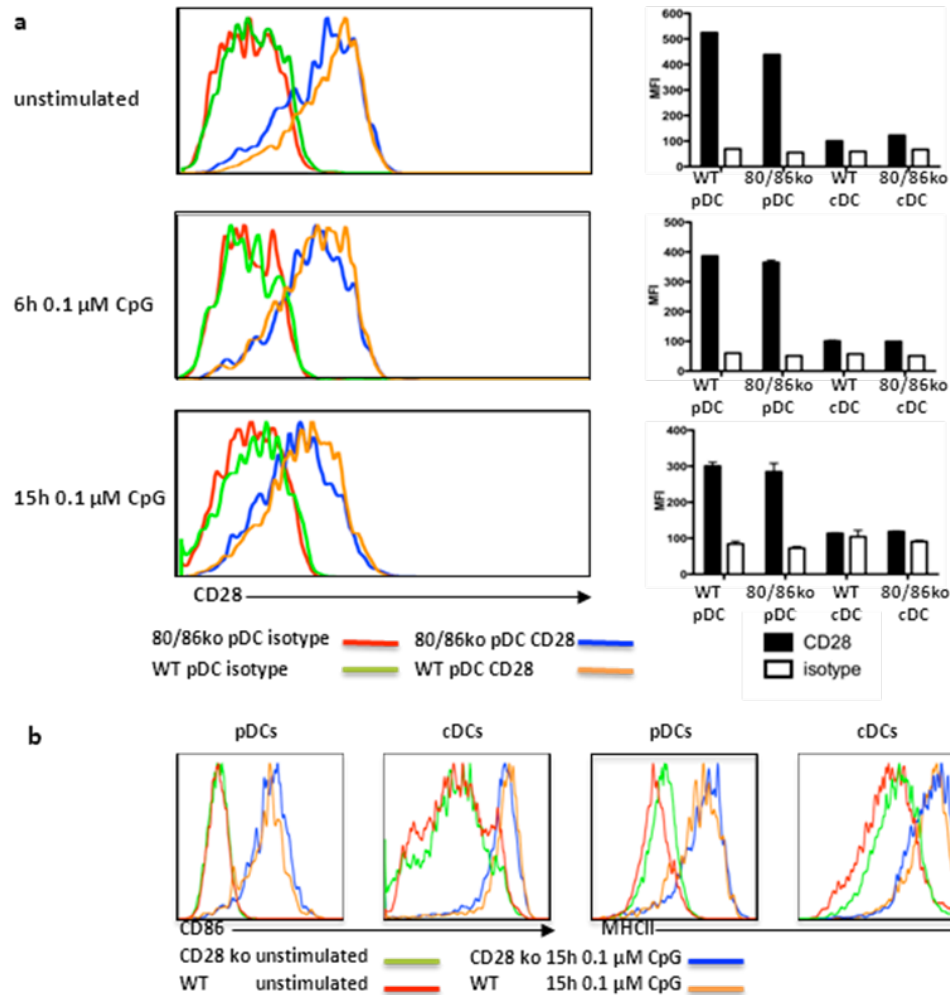 a
unstimulated
600
500
400
300
200
100
0
MFI
WT pDC
80/86ko pDC
WT cDC
80/86ko cDC
6h 0.1 µM CpG
500
400
300
200
100
0
MFI
WT pDC
80/86ko pDC
WT cDC
80/86ko cDC
15h 0.1 µM CpG
400
300
200
100
0
MFI
WT pDC
80/86ko pDC
WT cDC
80/86ko cDC
CD28
80/86ko pDC isotype
80/86ko pDC CD28
WT pDC isotype
WT pDC CD28
CD28
isotype
b
pDCs
cDCs
pDCs
cDCs
CD86
MHCII
CD28 ko unstimulated
CD28 ko 15h 0.1 µM CpG
WT unstimulated
WT 15h 0.1 µM CpG